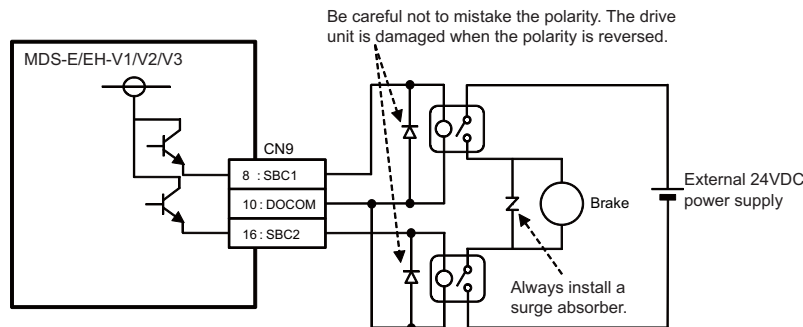 Be careful not to mistake the polarity. The drive
unit is damaged when the polarity is reversed.
MDS-E/EH-V1/V2/V3
CN9
8 : SBC1
10 : DOCOM
16 : SBC2
Brake
External 24VDC
power supply
Always install a
surge absorber.